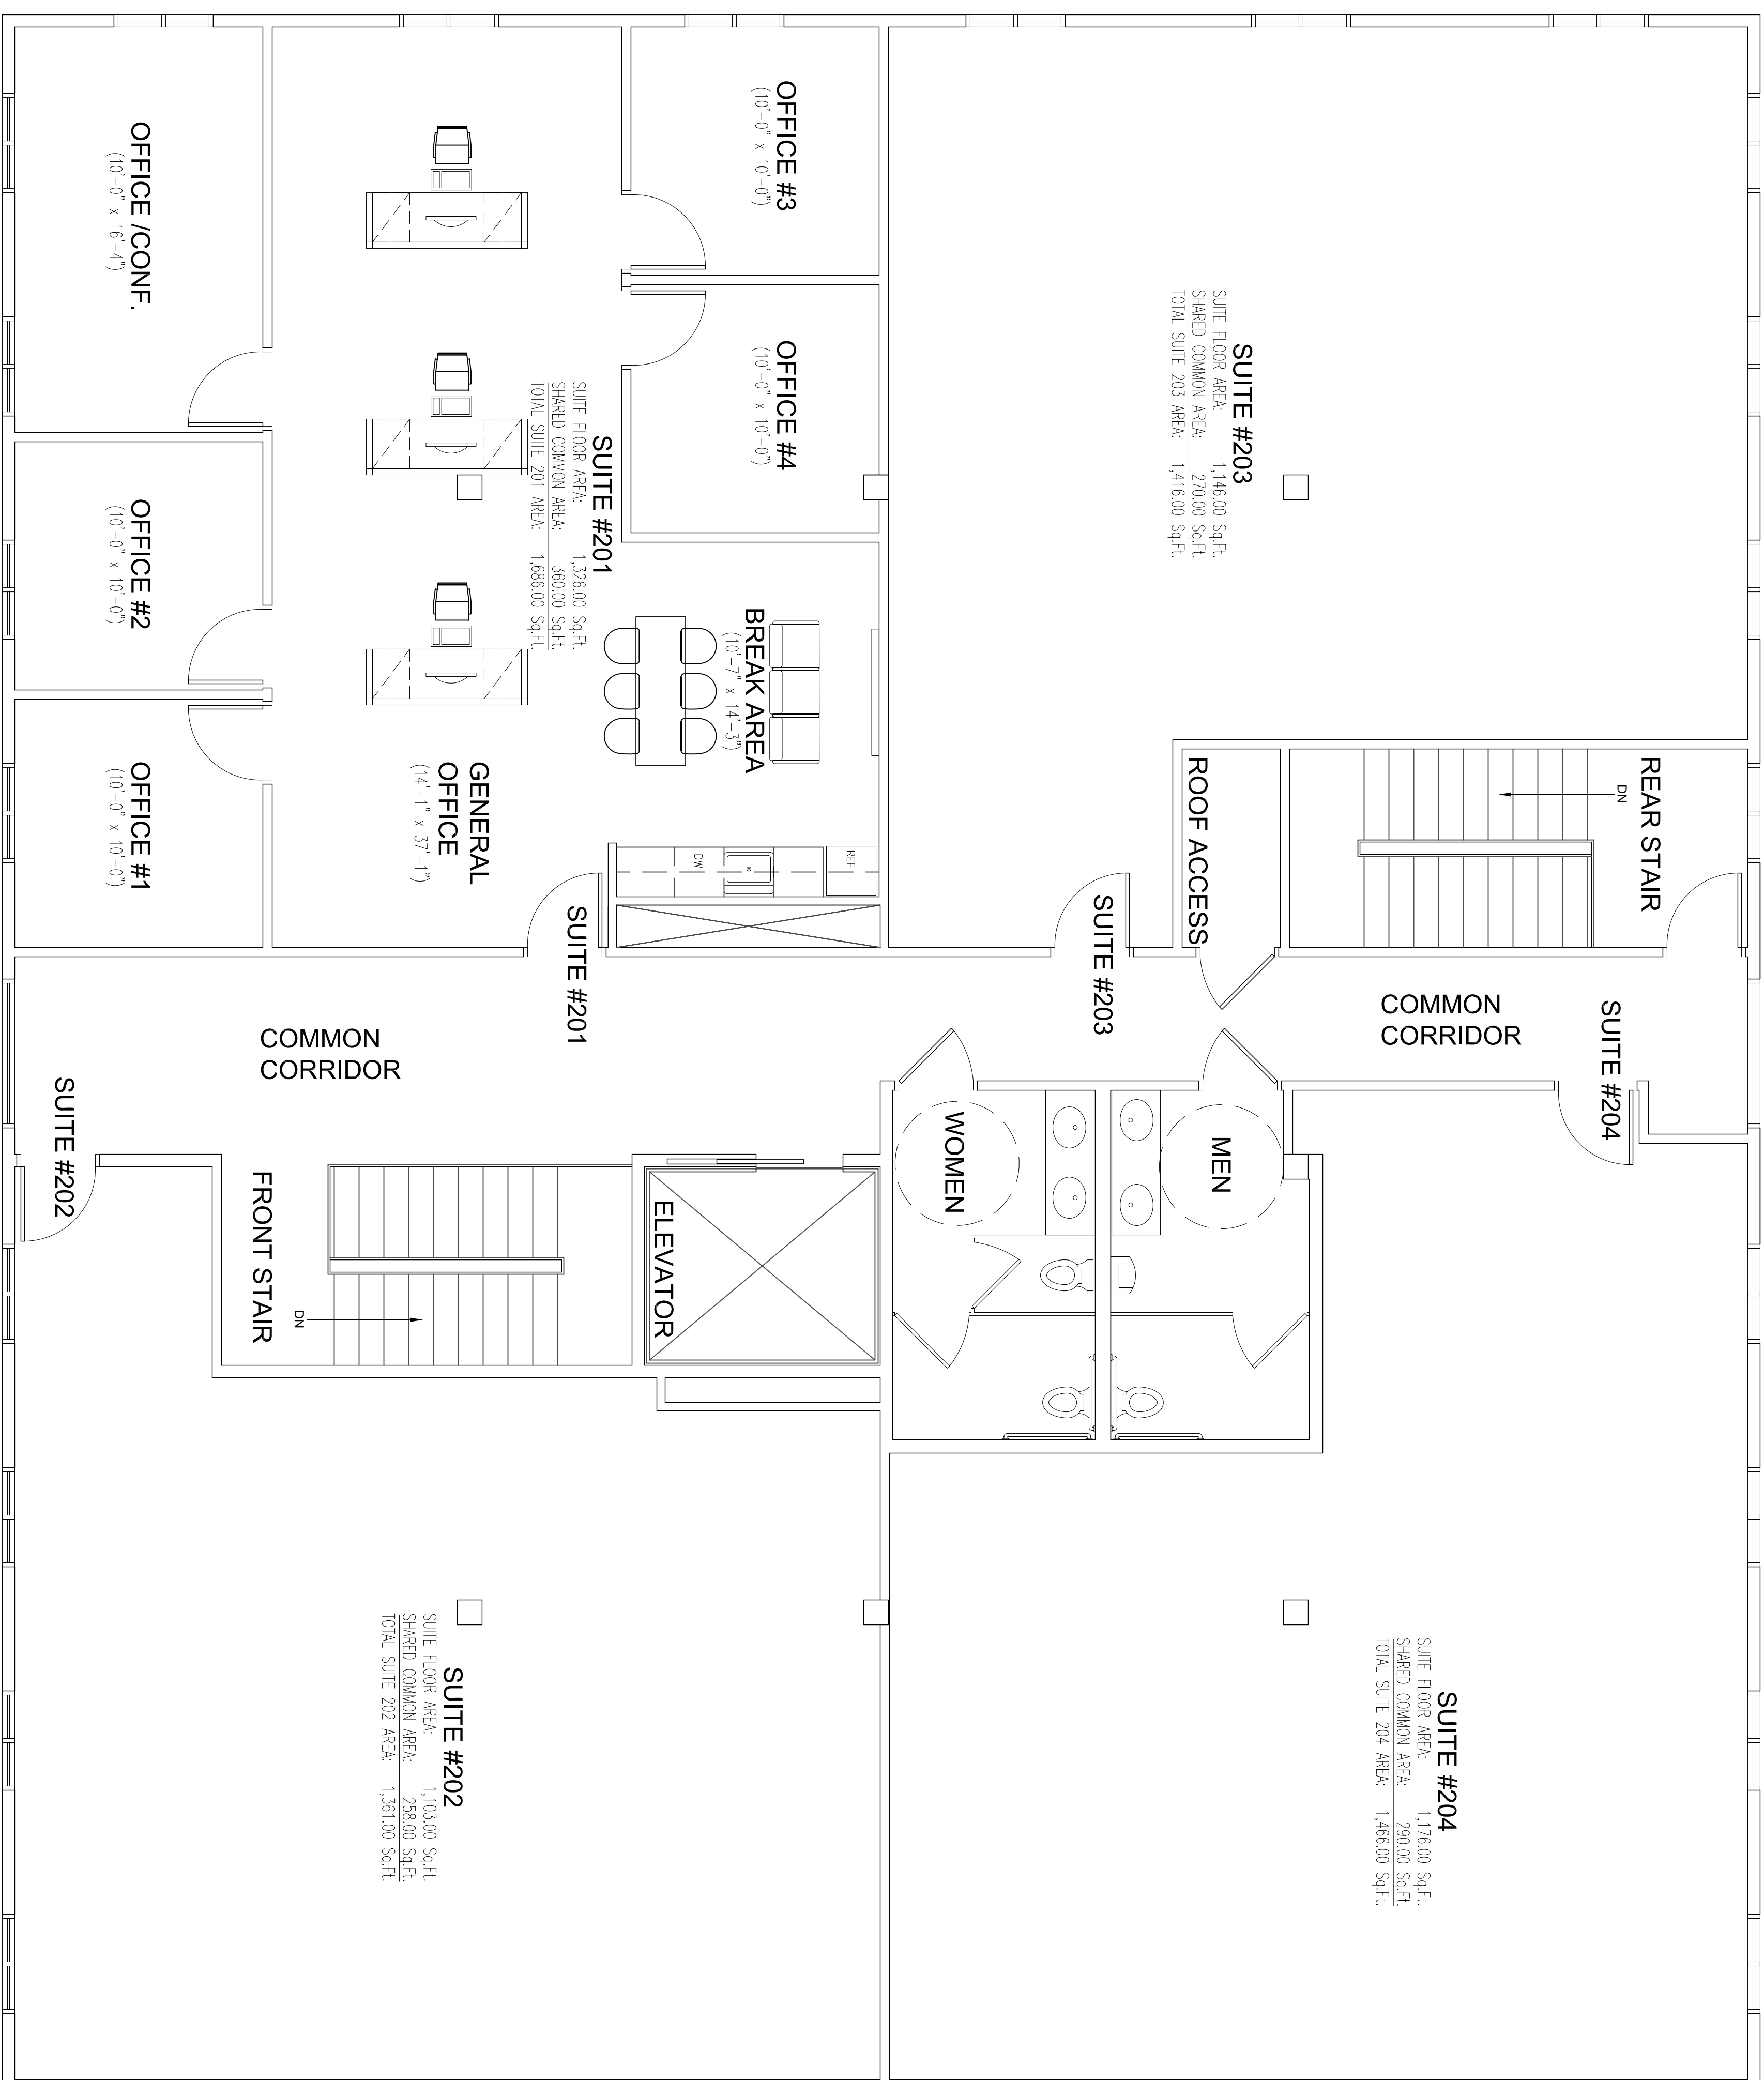 REAR STAIR
DN
ROOF ACCESS
COMMON
CORRIDOR
SUITE #204
SUITE #203
SUITE FLOOR AREA: 1,146.00 Sq.Ft.
SHARED COMMON AREA: 270.00 Sq.Ft.
TOTAL SUITE 203 AREA: 1,416.00 Sq.Ft.
SUITE #203
MEN
WOMEN
SUITE #204
SUITE FLOOR AREA: 1,176.00 Sq.Ft.
SHARED COMMON AREA: 290.00 Sq.Ft.
TOTAL SUITE 204 AREA: 1,466.00 Sq.Ft.
OFFICE #3
(10'-0" x 10'-0")
OFFICE #4
(10'-0" x 10'-0")
BREAK AREA
(10'-7" x 14'-3")
REF
DW
SUITE #201
SUITE FLOOR AREA: 1,326.00 Sq.Ft.
SHARED COMMON AREA: 360.00 Sq.Ft.
TOTAL SUITE 201 AREA: 1,686.00 Sq.Ft.
SUITE #201
GENERAL
OFFICE
(14'-1" x 37'-1")
ELEVATOR
COMMON
CORRIDOR
FRONT STAIR
DN
SUITE #202
SUITE FLOOR AREA: 1,103.00 Sq.Ft.
SHARED COMMON AREA: 258.00 Sq.Ft.
TOTAL SUITE 202 AREA: 1,361.00 Sq.Ft.
OFFICE /CONF.
(10'-0" x 16'-4")
OFFICE #2
(10'-0" x 10'-0")
OFFICE #1
(10'-0" x 10'-0")
SUITE #202